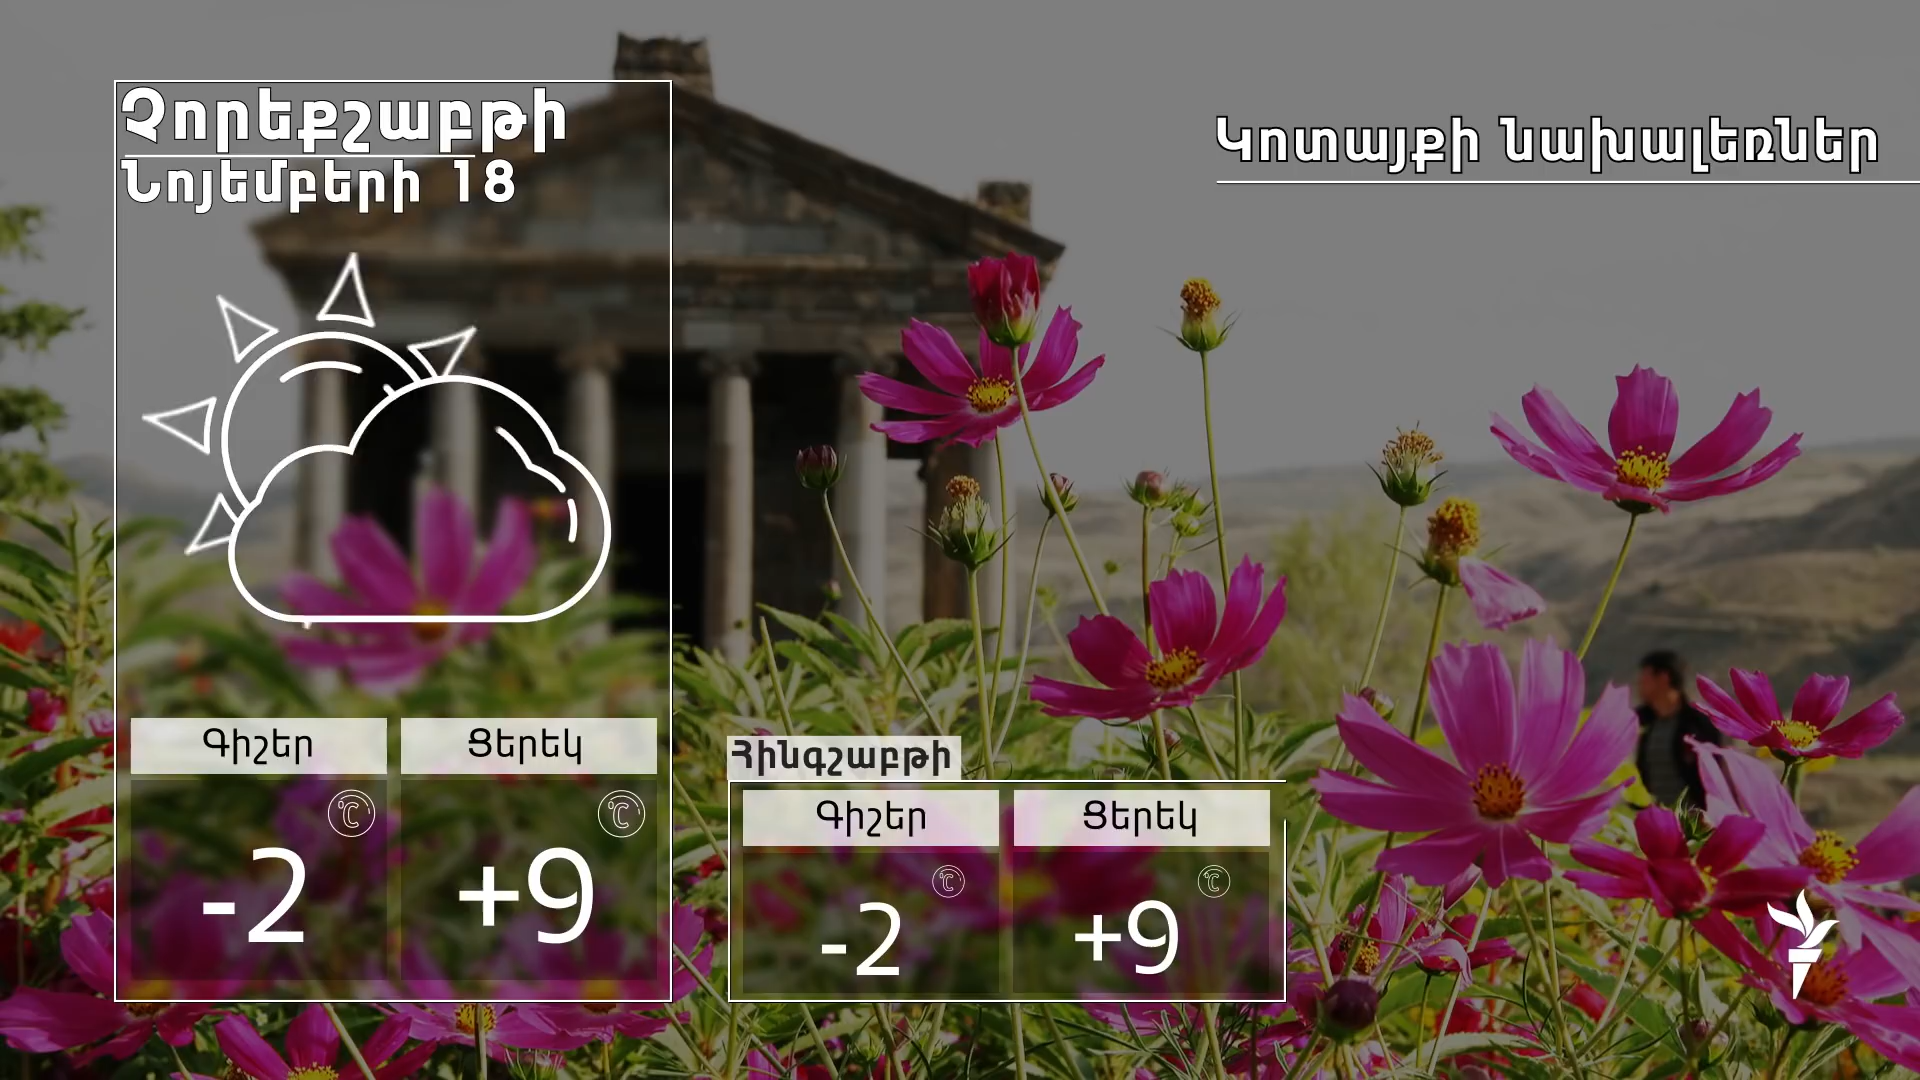 Չորեքշաբթի
Նոյեմբերի 18
Կոտայքի նախալեռներ
Գիշեր
Ցերեկ
°C
°C
-2
+9
Հինգշաբթի
Գիշեր
Ցերեկ
°C
°C
-2
+9